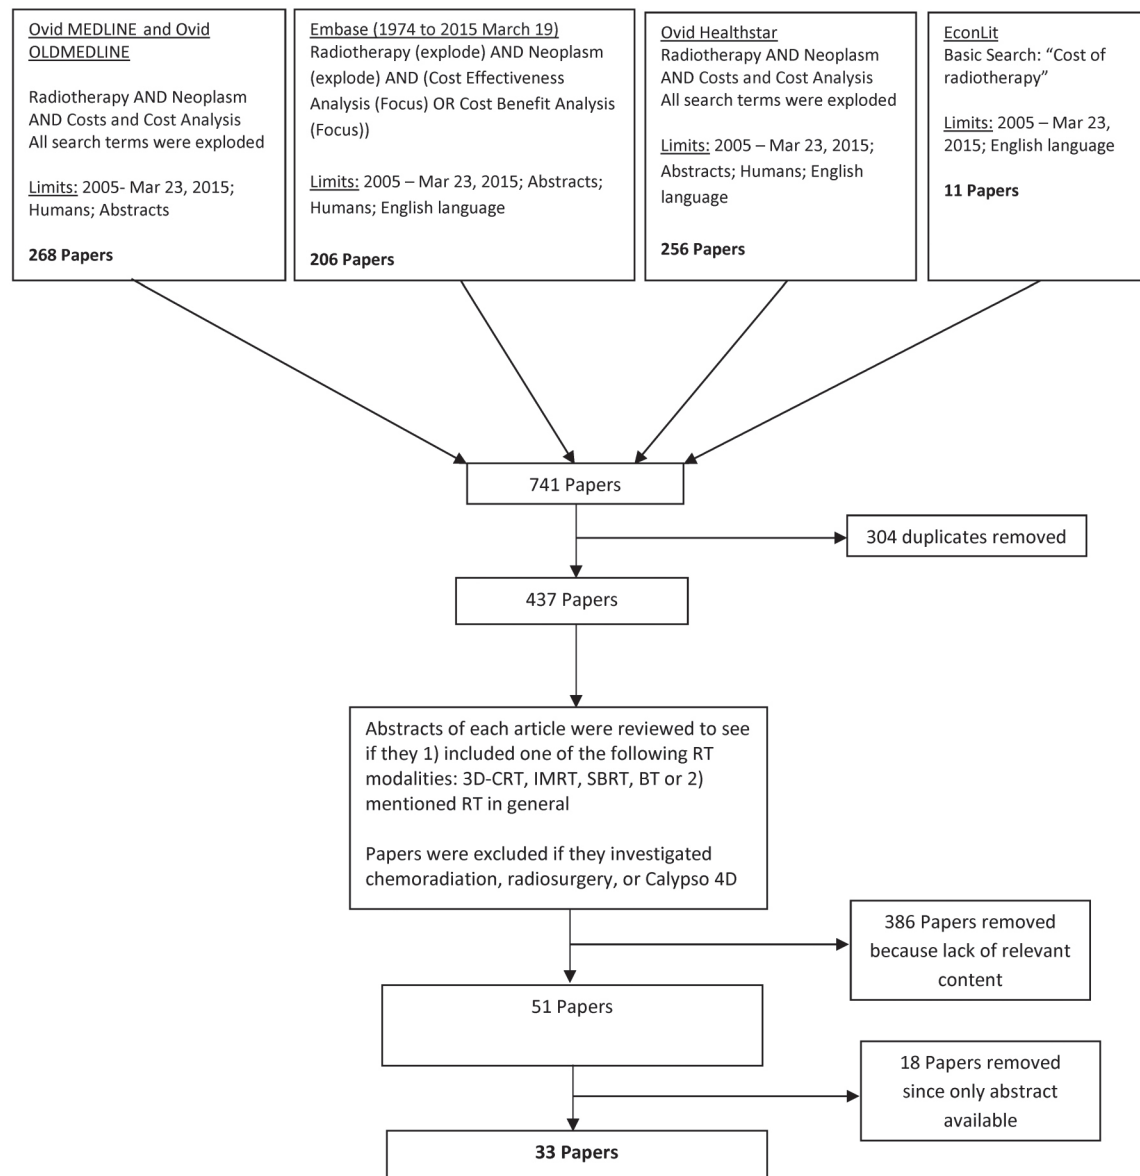 Ovid MEDLINE and Ovid
OLDMEDLINE
Radiotherapy AND Neoplasm
AND Costs and Cost Analysis
All search terms were exploded
Limits: 2005- Mar 23, 2015;
Humans; Abstracts
268 Papers
Embase (1974 to 2015 March 19)
Radiotherapy (explode) AND Neoplasm
(explode) AND (Cost Effectiveness
Analysis (Focus) OR Cost Benefit Analysis
(Focus))
Limits: 2005 – Mar 23, 2015; Abstracts;
Humans; English language
206 Papers
Ovid Healthstar
Radiotherapy AND Neoplasm
AND Costs and Cost Analysis
All search terms were exploded
Limits: 2005 – Mar 23, 2015;
Abstracts; Humans; English
language
256 Papers
EconLit
Basic Search: “Cost of
radiotherapy”
Limits: 2005 – Mar 23,
2015; English language
11 Papers
741 Papers
304 duplicates removed
437 Papers
Abstracts of each article were reviewed to see
if they 1) included one of the following RT
modalities: 3D-CRT, IMRT, SBRT, BT or 2)
mentioned RT in general
Papers were excluded if they investigated
chemoradiation, radiosurgery, or Calypso 4D
386 Papers removed
because lack of relevant
content
51 Papers
18 Papers removed
since only abstract
available
33 Papers